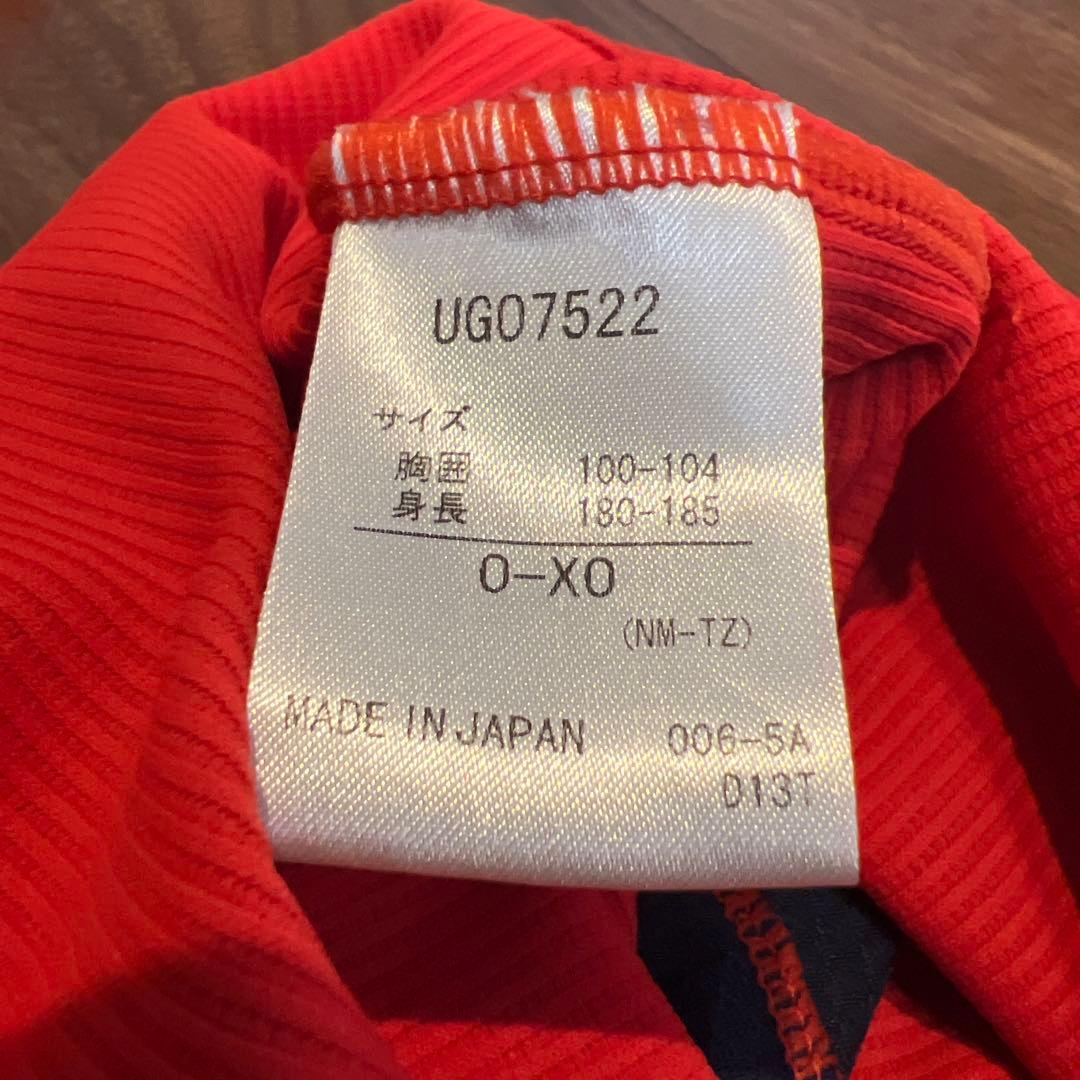 UG07522
サイズ
胸囲 100-104
身長 180-185
O-XO
(NM-TZ)
MADE IN JAPAN 006-5A
D13T